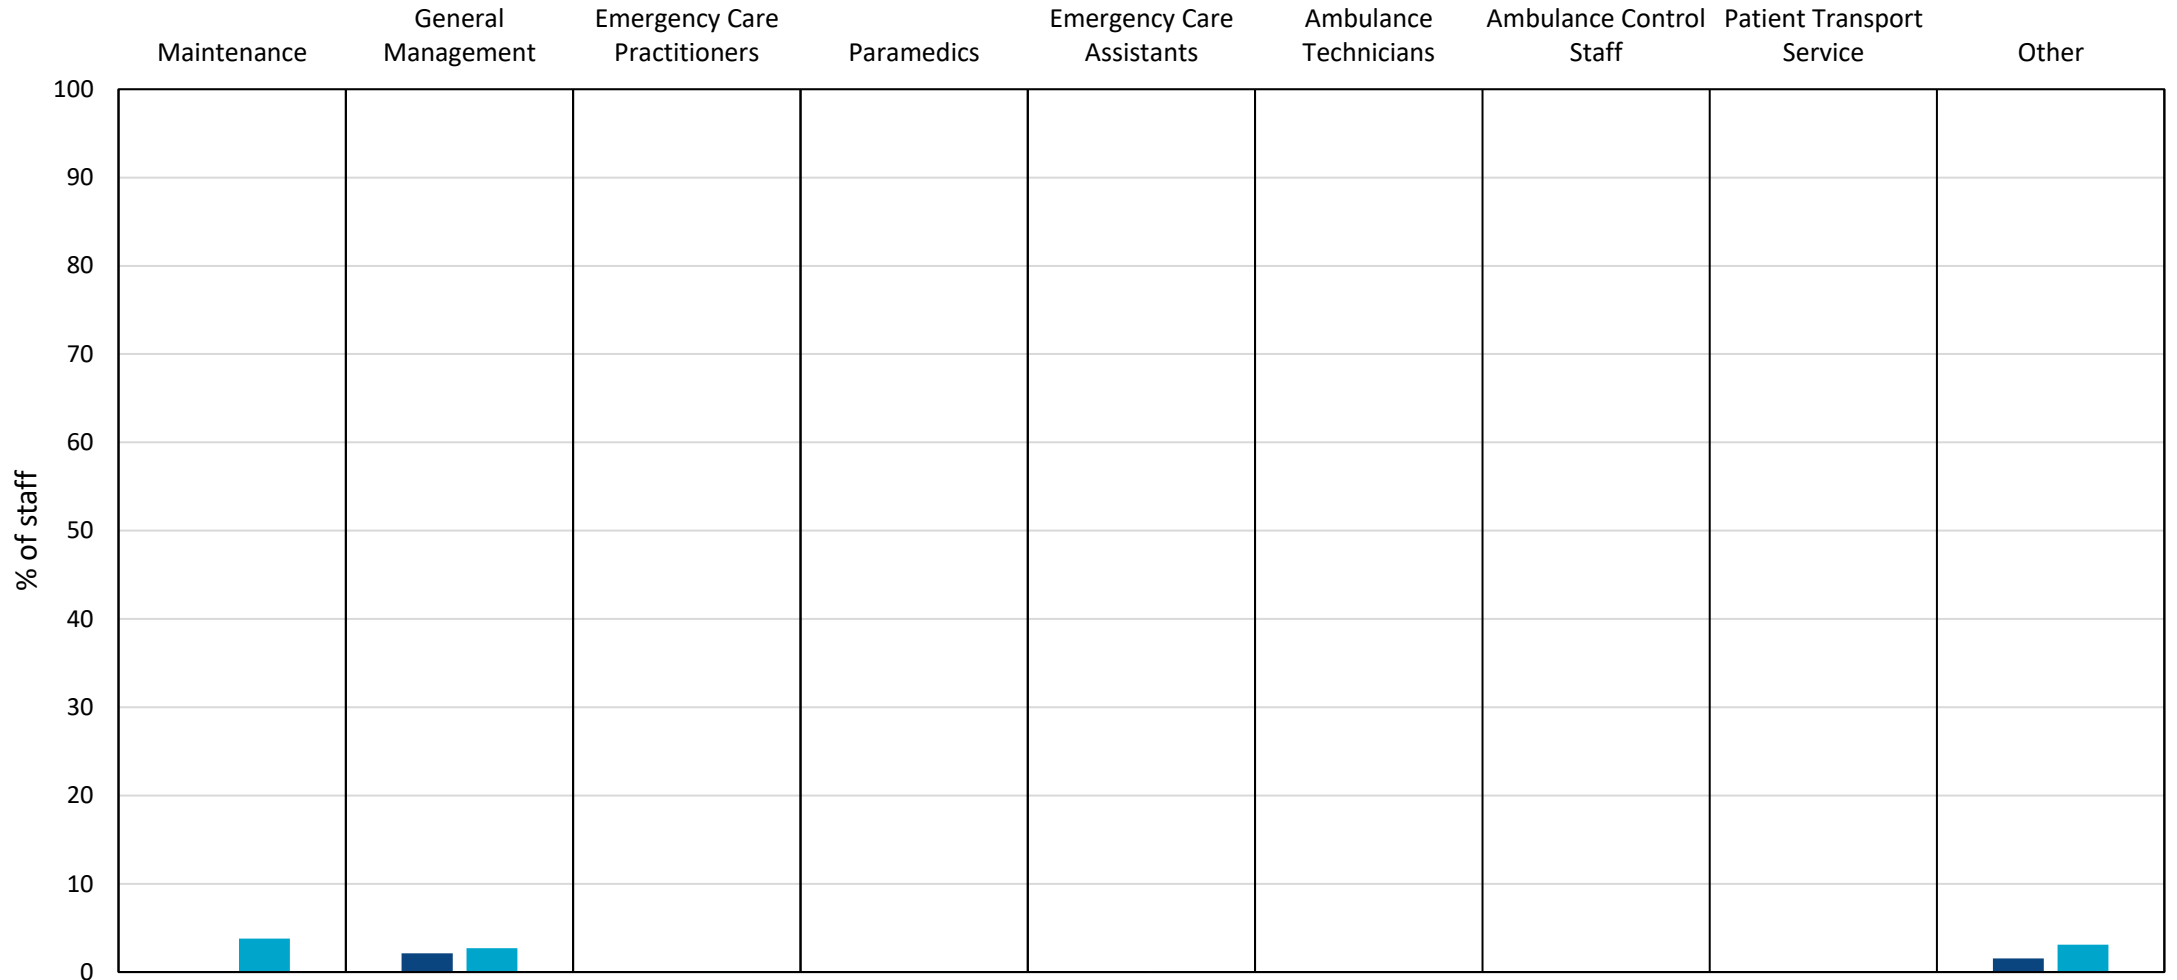 Maintenance
General
Management
Emergency Care
Practitioners
Paramedics
Emergency Care
Assistants
Ambulance
Technicians
Ambulance Control
Staff
Patient Transport
Service
Other
100
90
80
70
60
50
40
30
20
10
0
% of staff